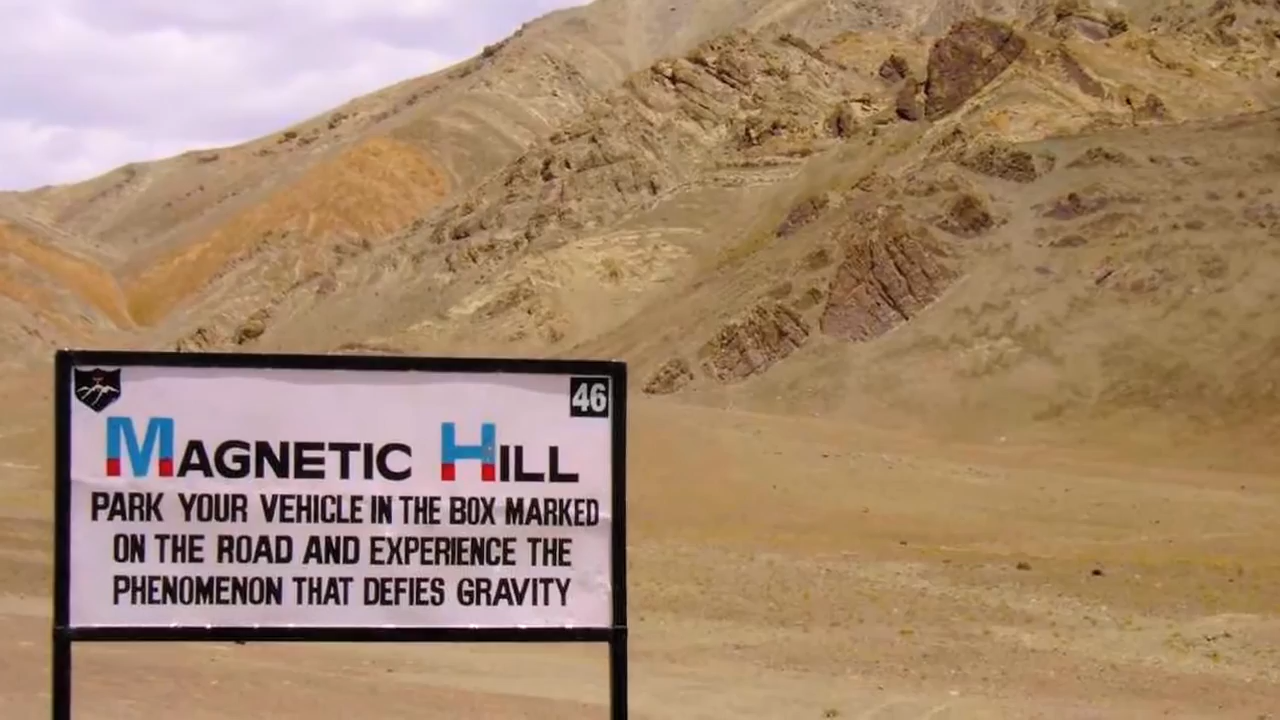 46
MAGNETIC HILL
PARK YOUR VEHICLE IN THE BOX MARKED
ON THE ROAD AND EXPERIENCE THE
PHENOMENON THAT DEFIES GRAVITY